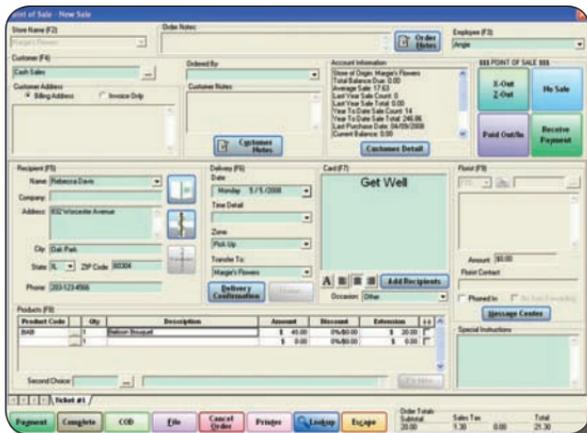 Point of Sale - New Sale
Store Name (F2)
Margie's Flowers
Order Notes:
Order Notes
Employee (F3)
Angie
Customer (F4)
Cash Sales
...
Ordered By:
Customer Address
Billing Address
Invoice Only
Customer Notes:
Customer Notes
Account Information
Store of Origin: Margie's Flowers
Total Balance Due: 0.00
Average Sale: 17.63
Last Year Sale Count: 0
Last Year Sale Total: 0.00
Year To Date Sale Count: 14
Year To Date Sale Total: 246.86
Last Purchase Date: 04/09/2008
Current Balance: 0.00
Customer Detail
$$$ POINT OF SALE $$$
X-Out
Z-Out
No Sale
Paid Out/In
Receive Payment
Recipient (F5)
Name: Rebecca Davis
Company:
Address: 832 Worcester Avenue
City: Oak Park
State: IL ZIP Code: 60304
Phone: 203-123-4566
Delivery (F6)
Date
Monday 5/ 5 /2008
Time Detail
Zone:
Pick Up
Transfer To:
Margie's Flowers
Delivery Confirmation
Card (F7)
Get Well
A
Add Recipients
Occasion: Other
Florist (F9)
FTD
...
Amount: $0.00
Florist Contact
Phoned In
Message Center
Special Instructions
Products (F8)
Product Code Qty Description Amount Discount Extension (-)
BAB ... 1 Balloon Bouquet $ 45.00 0%/$0.00 $ 20.00
... 1 $ 0.00 0%/$0.00 $ 0.00
Second Choice: ...
Ticket #1
Payment Complete COD File Cancel Order Printer Lookup Escape
Order Totals
Subtotal Sales Tax Total
20.00 1.30 0.00 21.30